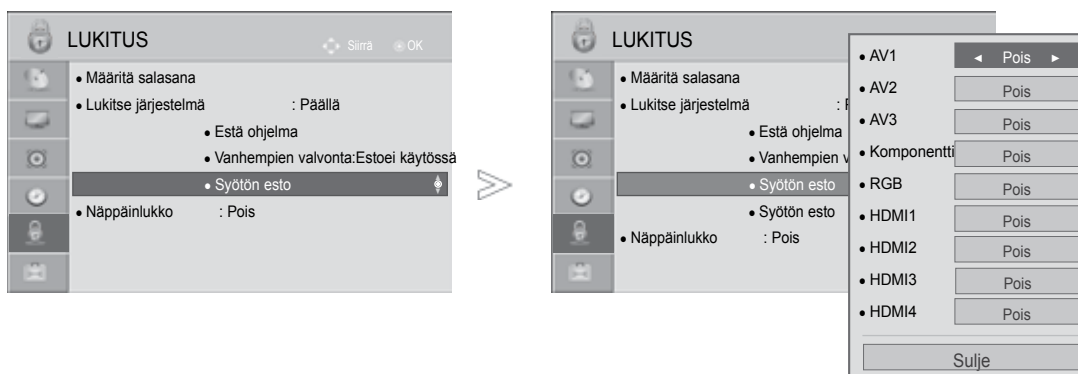 LUKITUS
Siirrä OK
• Määritä salasana
• Lukitse järjestelmä : Päällä
• Estä ohjelma
• Vanhempien valvonta:Estoei käytössä
• Syötön esto
• Näppäinlukko : Pois
LUKITUS
• Määritä salasana
• Lukitse järjestelmä :
• Estä ohjelma
• Vanhempien v
• Syötön esto
• Syötön esto
• Näppäinlukko : Pois
• AV1 ◄ Pois ►
• AV2 Pois
• AV3 Pois
• Komponentti Pois
• RGB Pois
• HDMI1 Pois
• HDMI2 Pois
• HDMI3 Pois
• HDMI4 Pois
Sulje